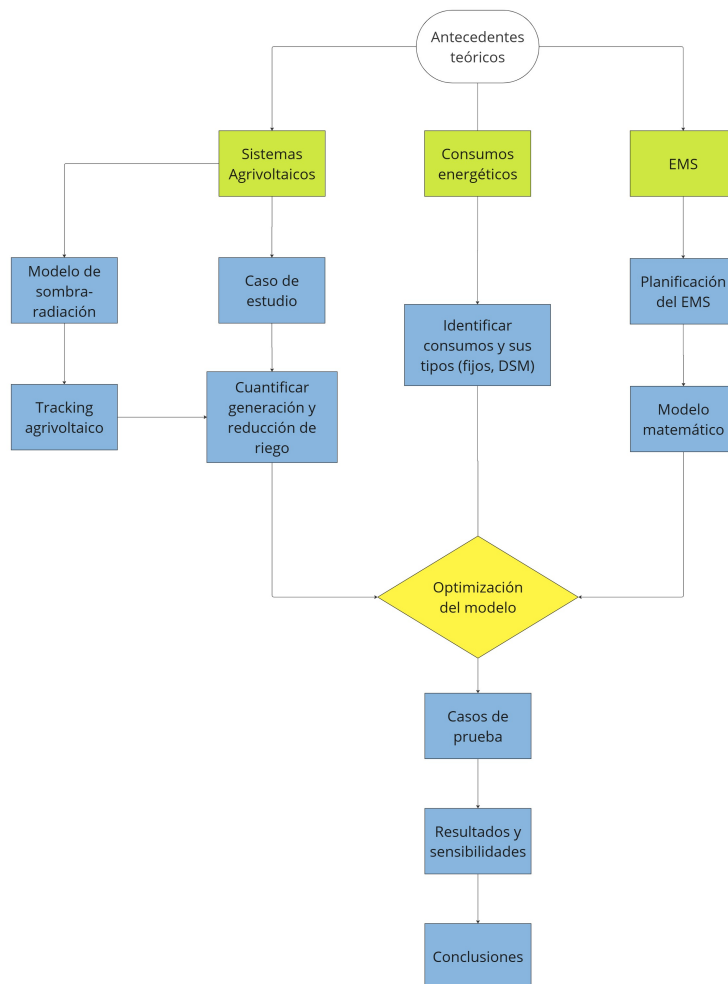 Antecedentes
teóricos
Sistemas
Agrivoltaicos
Consumos
energéticos
EMS
Modelo de
sombra-
radiación
Caso de
estudio
Planificación
del EMS
Identificar
consumos y sus
tipos (fijos, DSM)
Tracking
agrivoltaico
Cuantificar
generación y
reducción de
riego
Modelo
matemático
Optimización
del modelo
Casos de
prueba
Resultados y
sensibilidades
Conclusiones